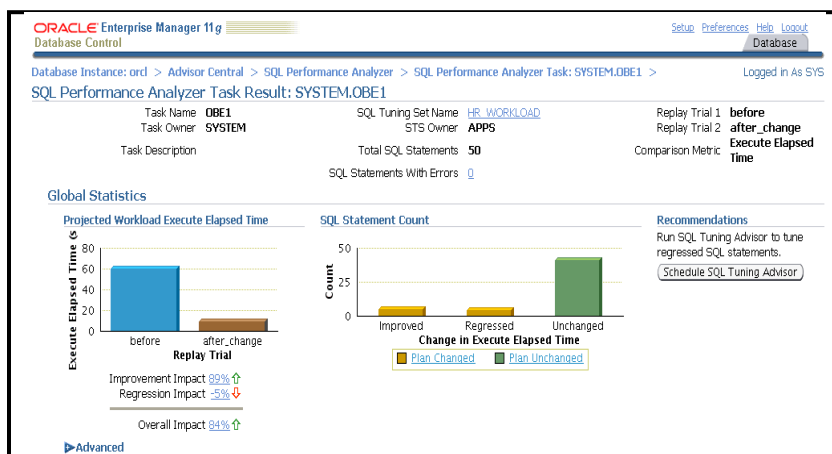 ORACLE Enterprise Manager 11g
Database Control
Setup Preferences Help Logout
Database
Database Instance: orcl > Advisor Central > SQL Performance Analyzer > SQL Performance Analyzer Task: SYSTEM.OBE1 >
Logged in As SYS
SQL Performance Analyzer Task Result: SYSTEM.OBE1
Task Name OBE1
Task Owner SYSTEM
Task Description
SQL Tuning Set Name HR_WORKLOAD
STS Owner APPS
Total SQL Statements 50
SQL Statements With Errors 0
Replay Trial 1 before
Replay Trial 2 after_change
Comparison Metric Execute Elapsed
Time
Global Statistics
Projected Workload Execute Elapsed Time
Execute Elapsed Time (s
80
60
40
20
0
before after_change
Replay Trial
Improvement Impact 89%
Regression Impact -5%
Overall Impact 84%
SQL Statement Count
Count
50
25
0
Improved Regressed Unchanged
Change in Execute Elapsed Time
Plan Changed Plan Unchanged
Recommendations
Run SQL Tuning Advisor to tune
regressed SQL statements.
Schedule SQL Tuning Advisor
Advanced